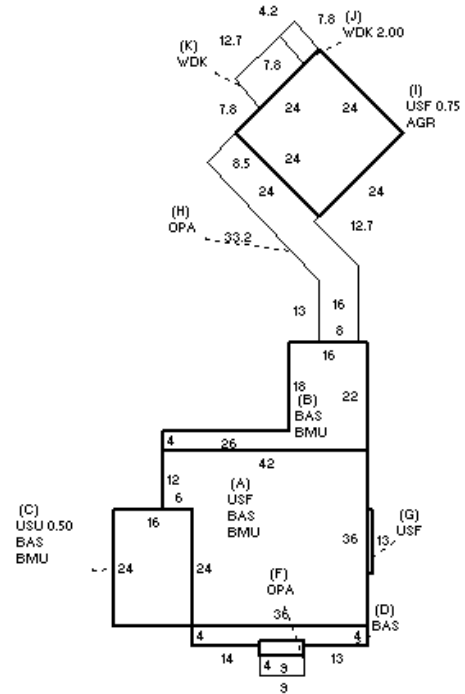 4.2
7.8
(J)
WDK 2.00
12.7
(K)
WDK
7.8
(I)
USF 0.75
AGR
7.8
24
24
8.5
24
24
24
(H)
OPA
33.2
12.7
13
16
8
16
18
22
(B)
BAS
BMU
4
26
42
12
6
(A)
USF
BAS
BMU
(C)
USU 0.50
BAS
BMU
16
(G)
USF
36
13
24
24
(F)
OPA
36
(D)
BAS
4
4
14
4
9
13
9